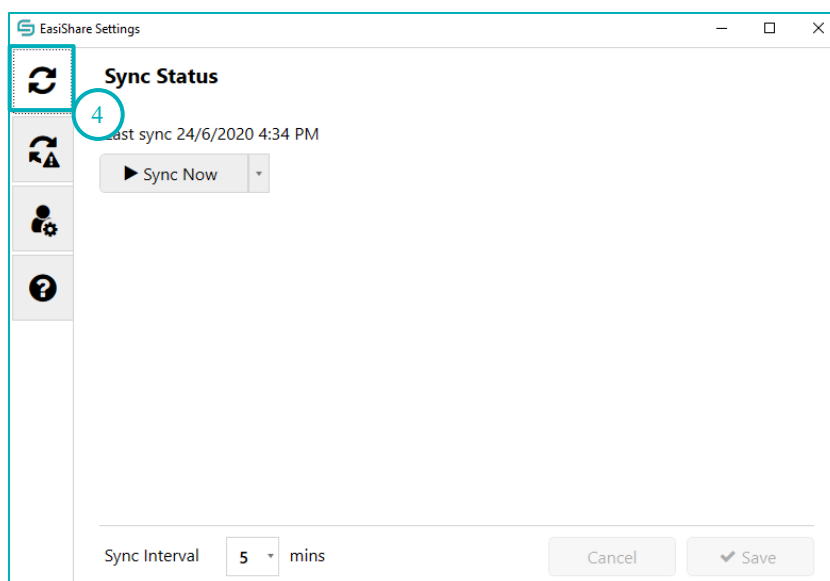 EasiShare Settings
Sync Status
4
Last sync 24/6/2020 4:34 PM
Sync Now
Sync Interval 5 mins Cancel Save